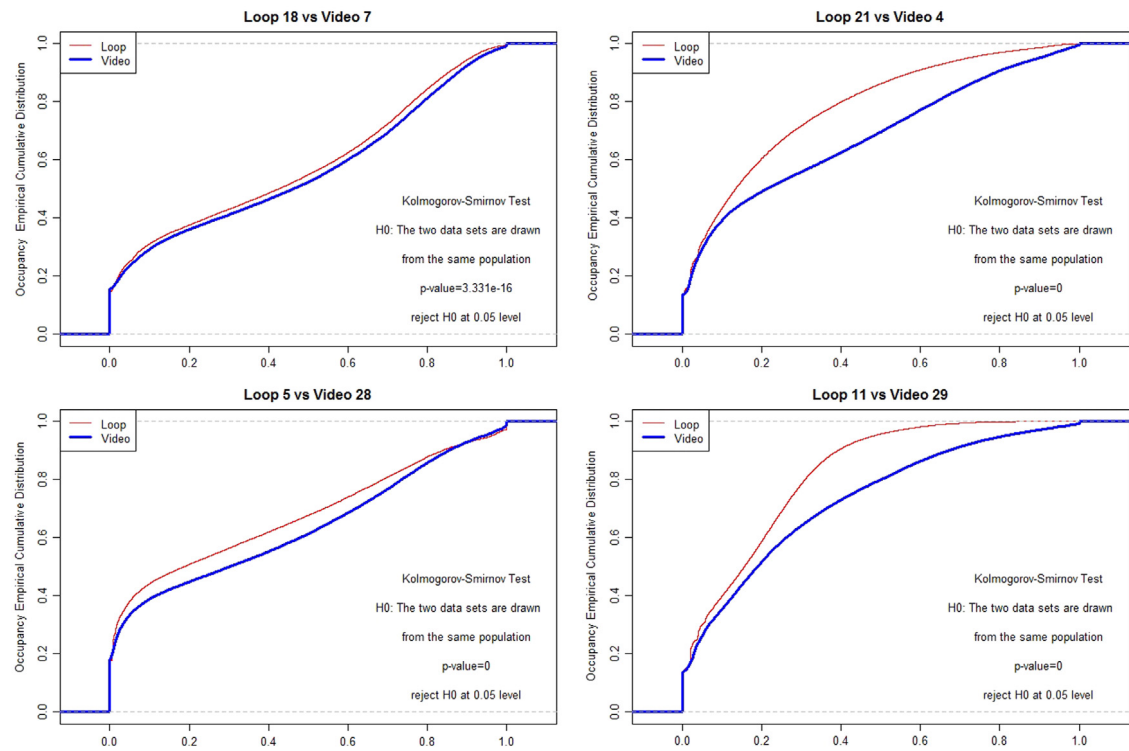 Loop 18 vs Video 7
Loop
Video
Occupancy Empirical Cumulative Distribution
0.0 0.2 0.4 0.6 0.8 1.0
Kolmogorov-Smirnov Test
H0: The two data sets are drawn
from the same population
p-value=3.331e-16
reject H0 at 0.05 level
0.0 0.2 0.4 0.6 0.8 1.0
Loop 21 vs Video 4
Loop
Video
Occupancy Empirical Cumulative Distribution
0.0 0.2 0.4 0.6 0.8 1.0
Kolmogorov-Smirnov Test
H0: The two data sets are drawn
from the same population
p-value=0
reject H0 at 0.05 level
0.0 0.2 0.4 0.6 0.8 1.0
Loop 5 vs Video 28
Loop
Video
Occupancy Empirical Cumulative Distribution
0.0 0.2 0.4 0.6 0.8 1.0
Kolmogorov-Smirnov Test
H0: The two data sets are drawn
from the same population
p-value=0
reject H0 at 0.05 level
0.0 0.2 0.4 0.6 0.8 1.0
Loop 11 vs Video 29
Loop
Video
Occupancy Empirical Cumulative Distribution
0.0 0.2 0.4 0.6 0.8 1.0
Kolmogorov-Smirnov Test
H0: The two data sets are drawn
from the same population
p-value=0
reject H0 at 0.05 level
0.0 0.2 0.4 0.6 0.8 1.0